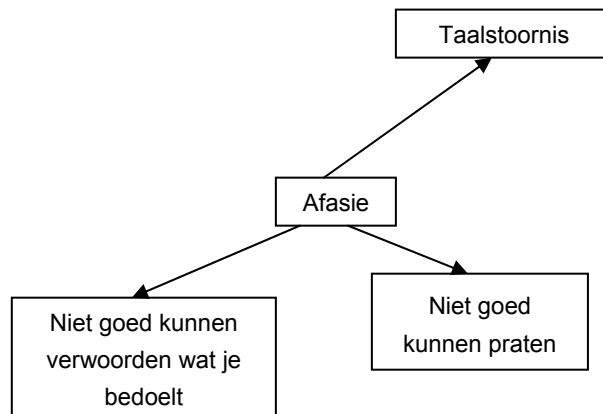 Taalstoornis
Afasie
Niet goed kunnen
verwoorden wat je
bedoelt
Niet goed
kunnen praten